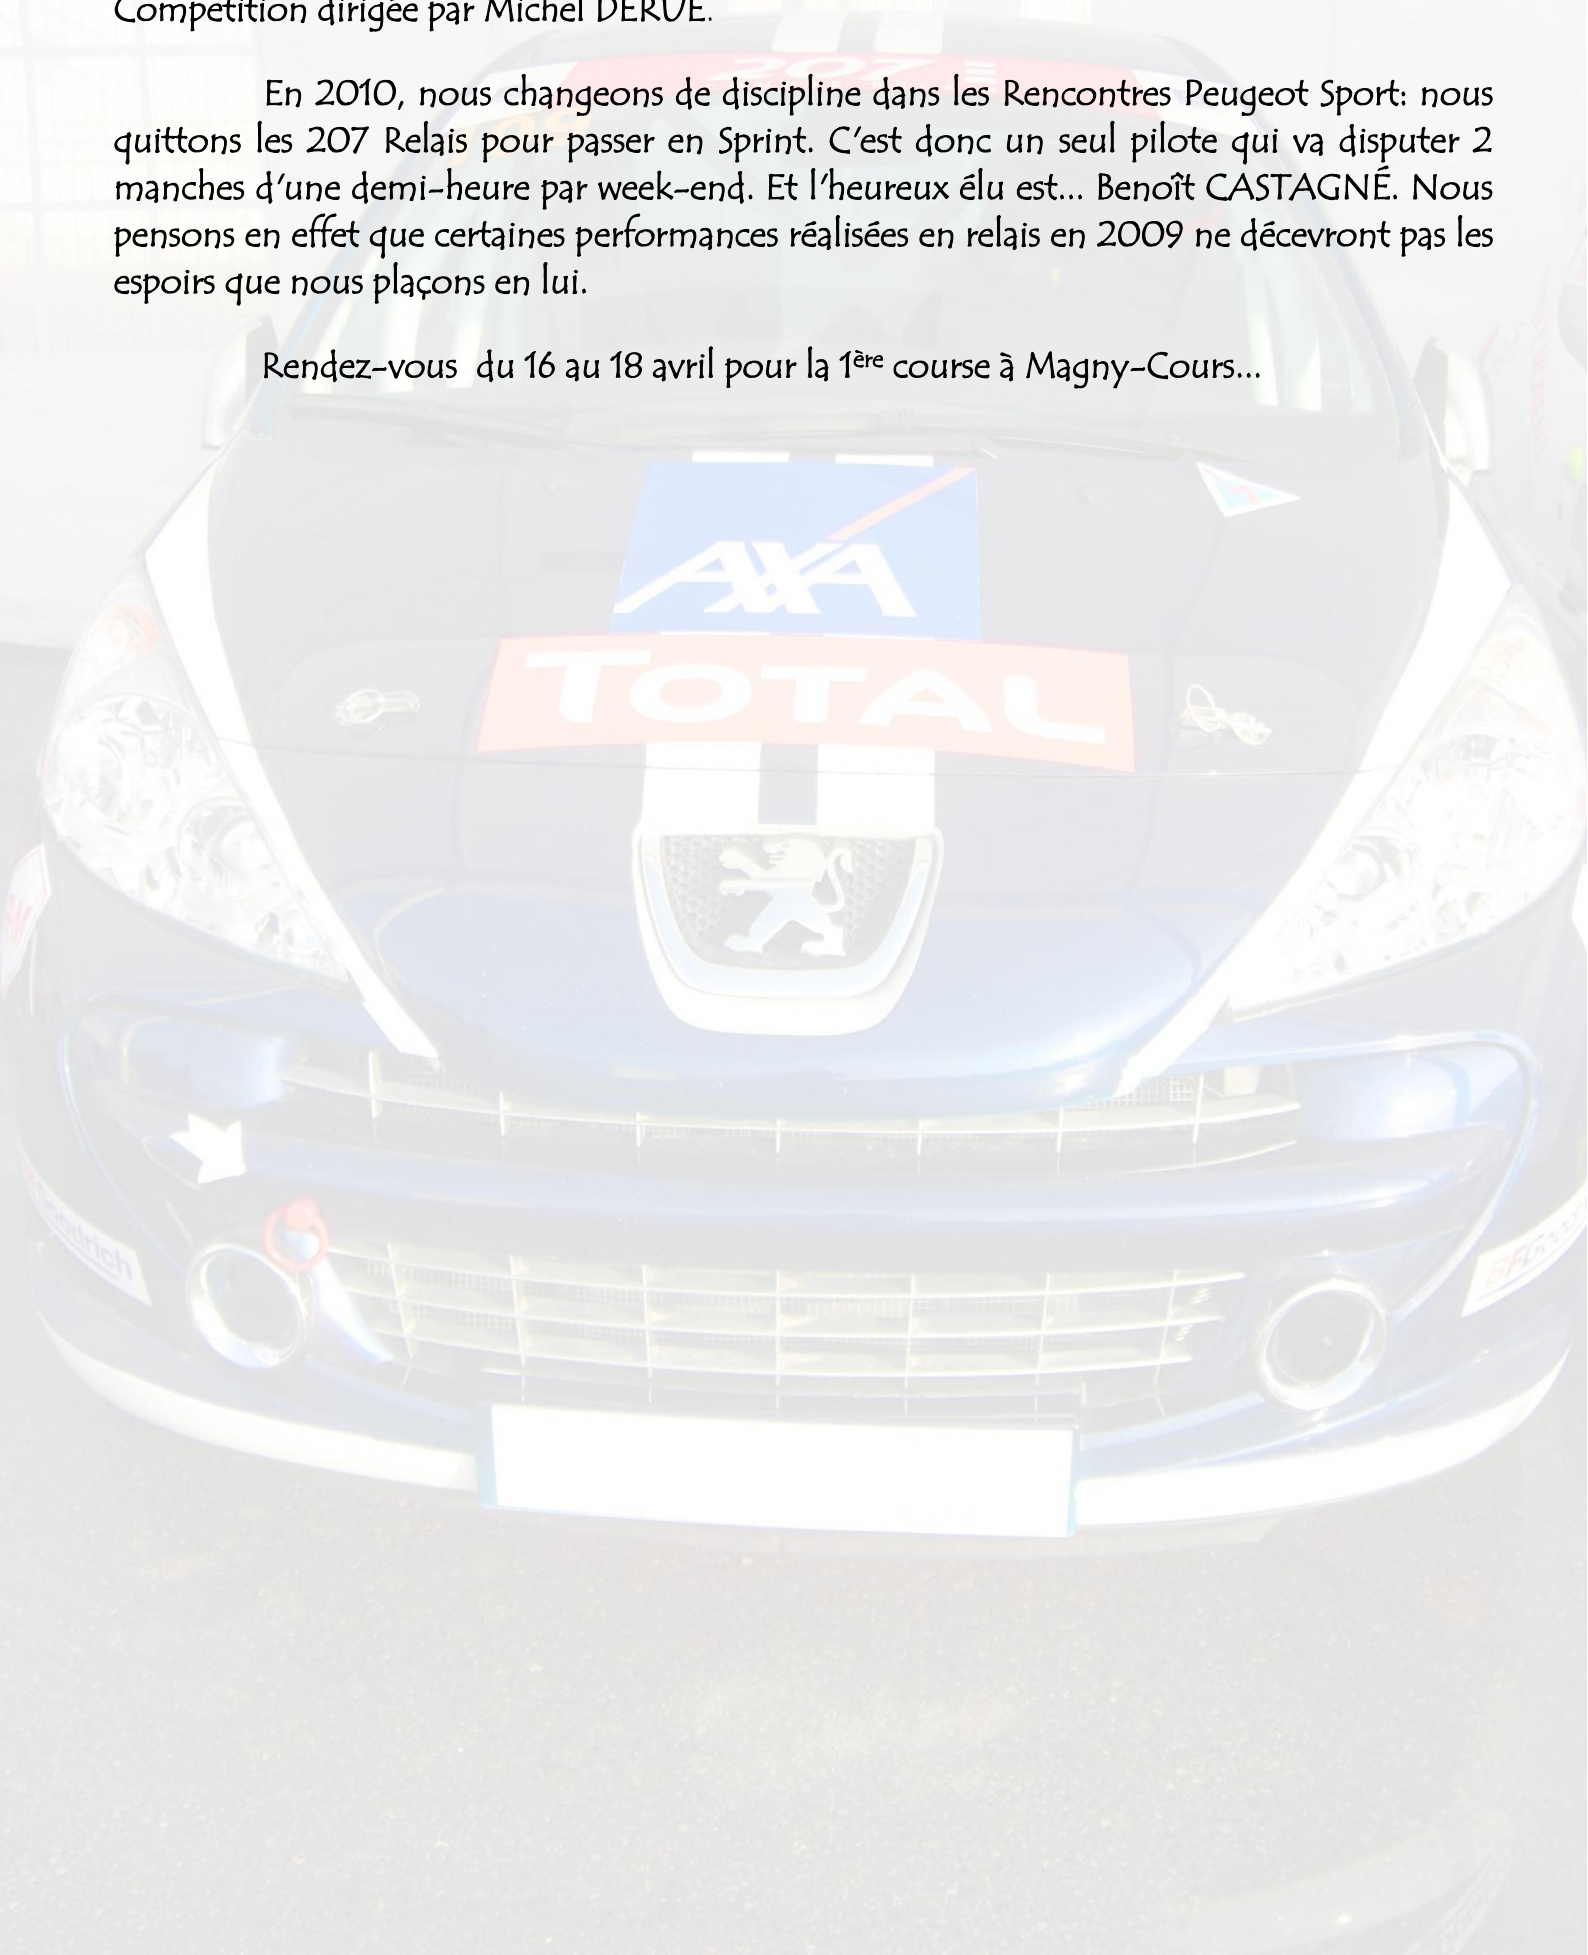 Compétition dirigée par Michel DERUE.
En 2010, nous changeons de discipline dans les Rencontres Peugeot Sport: nous
quittons les 207 Relais pour passer en Sprint. C'est donc un seul pilote qui va disputer 2
manches d'une demi-heure par week-end. Et l'heureux élu est... Benoît CASTAGNÉ. Nous
pensons en effet que certaines performances réalisées en relais en 2009 ne décevront pas les
espoirs que nous plaçons en lui.
Rendez-vous du 16 au 18 avril pour la 1ère course à Magny-Cours...
207
AXA
TOTAL